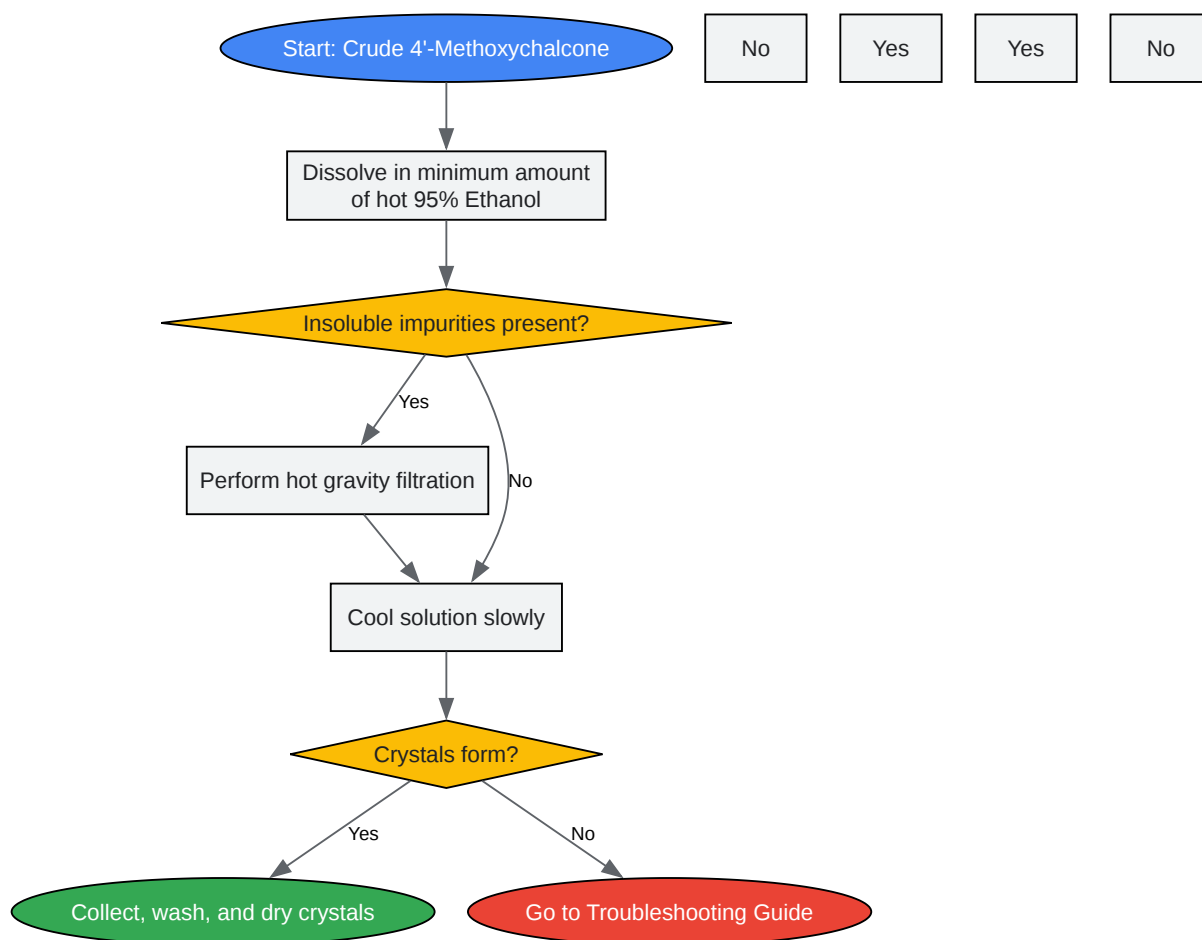 Start: Crude 4'-Methoxychalcone
No
Yes
Yes
No
Dissolve in minimum amount
of hot 95% Ethanol
Insoluble impurities present?
Yes
Perform hot gravity filtration
No
Cool solution slowly
Crystals form?
Yes
No
Collect, wash, and dry crystals
Go to Troubleshooting Guide